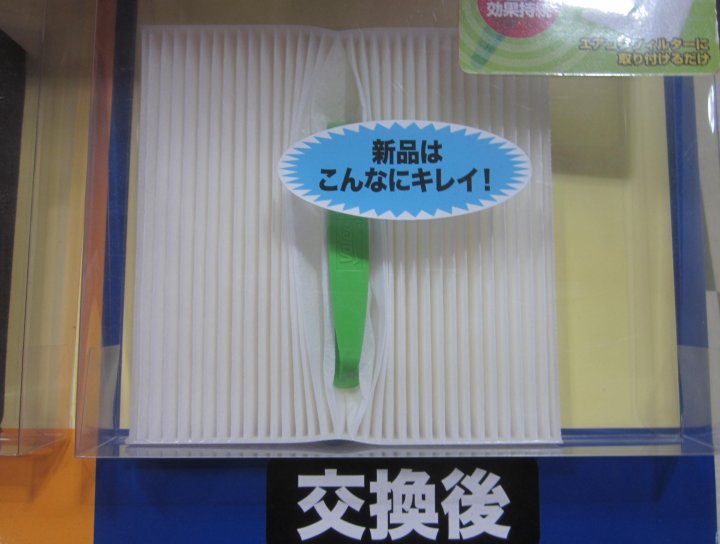 効果持続
エアコンフィルターに
取り付けるだけ
新品は
こんなにキレイ!
交換後